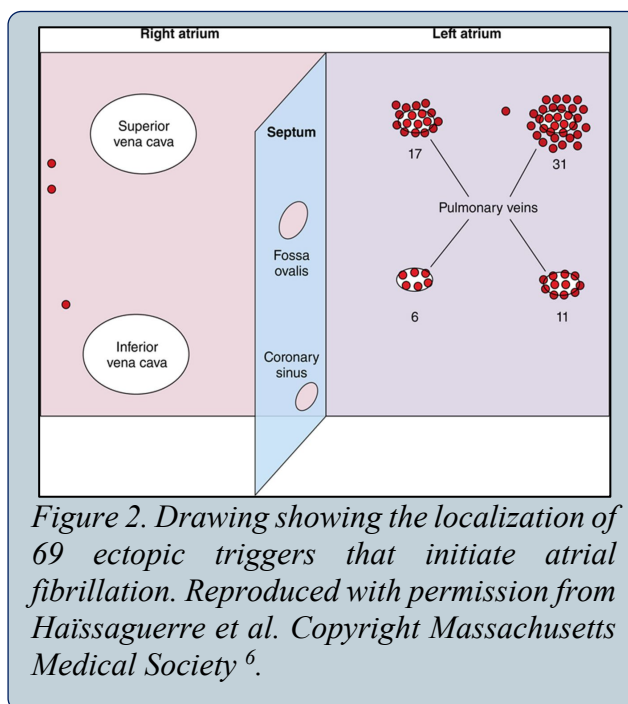 Right atrium
Left atrium
Superior
vena cava
Septum
17
31
Pulmonary veins
Fossa
ovalis
6
11
Inferior
vena cava
Coronary
sinus
Figure 2. Drawing showing the localization of
69 ectopic triggers that initiate atrial
fibrillation. Reproduced with permission from
Haïssaguerre et al. Copyright Massachusetts
Medical Society 6.